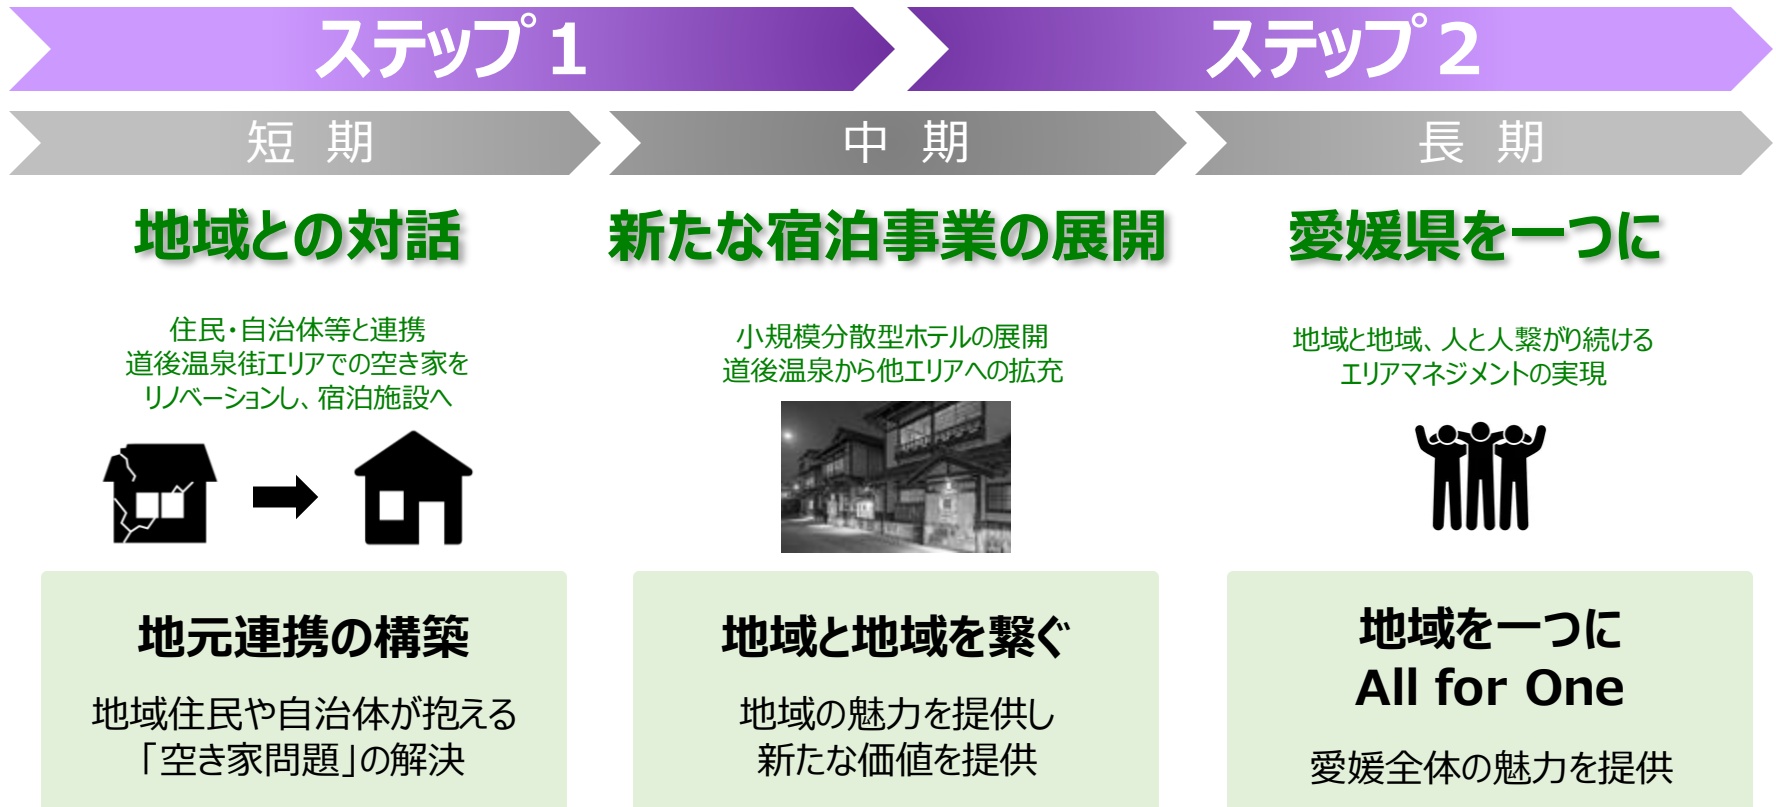 ステップ1
ステップ2
短 期
中 期
長 期
地域との対話
住民・自治体等と連携
道後温泉街エリアでの空き家を
リノベーションし、宿泊施設へ
地元連携の構築
地域住民や自治体が抱える
「空き家問題」の解決
新たな宿泊事業の展開
小規模分散型ホテルの展開
道後温泉から他エリアへの拡充
地域と地域を繋ぐ
地域の魅力を提供し
新たな価値を提供
愛媛県を一つに
地域と地域、人と人繋がり続ける
エリアマネジメントの実現
地域を一つに
All for One
愛媛全体の魅力を提供